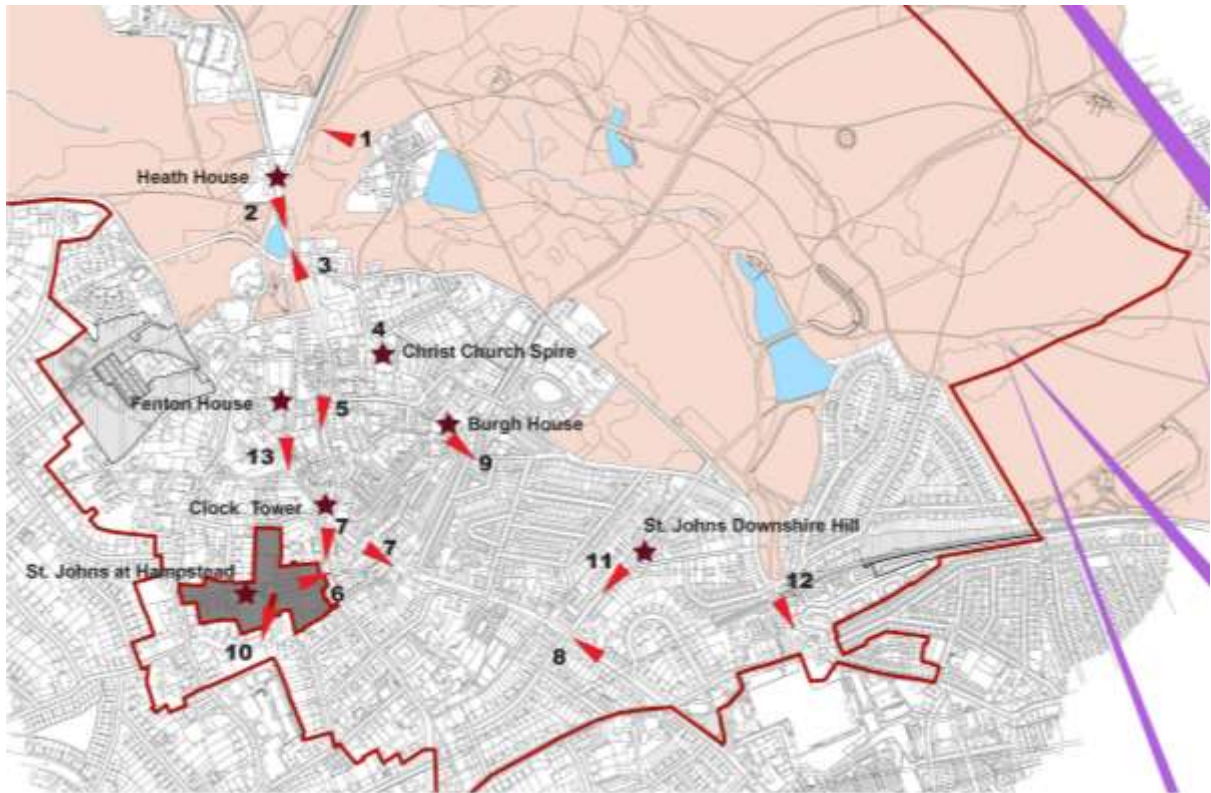 1
Heath House
2
3
4
Christ Church Spire
Fenton House
5
Burgh House
13
9
Clock Tower
7
7
St. Johns Downshire Hill
St. Johns at Hampstead
11
12
6
10
8